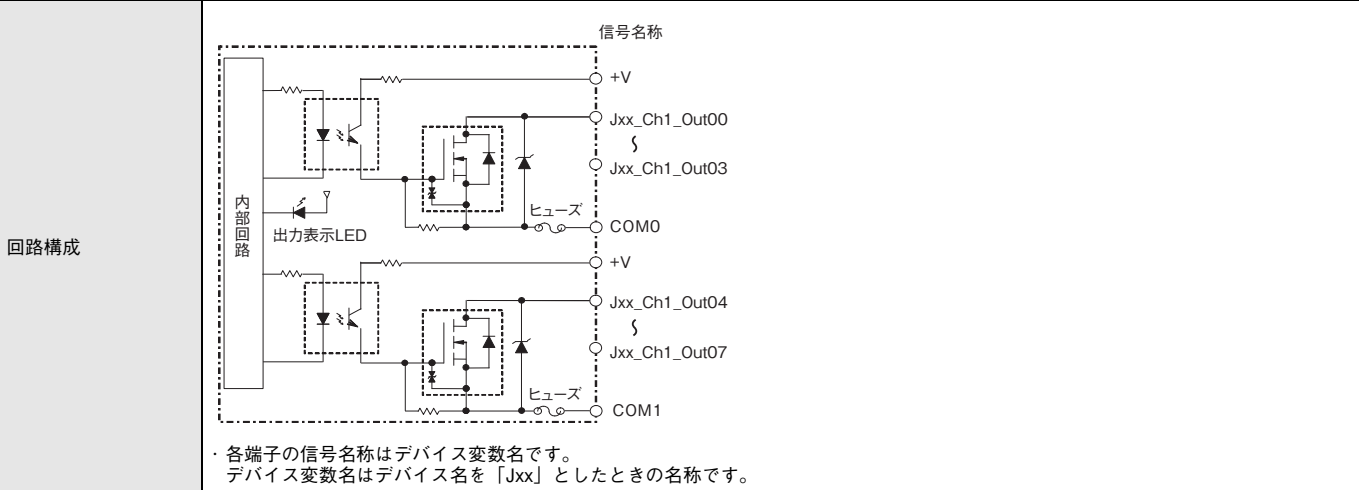 回路構成
信号名称
+V
Jxx_Ch1_Out00
～
Jxx_Ch1_Out03
内部回路
ヒューズ
COM0
出力表示LED
+V
Jxx_Ch1_Out04
～
Jxx_Ch1_Out07
ヒューズ
COM1
・各端子の信号名称はデバイス変数名です。
デバイス変数名はデバイス名を「Jxx」としたときの名称です。